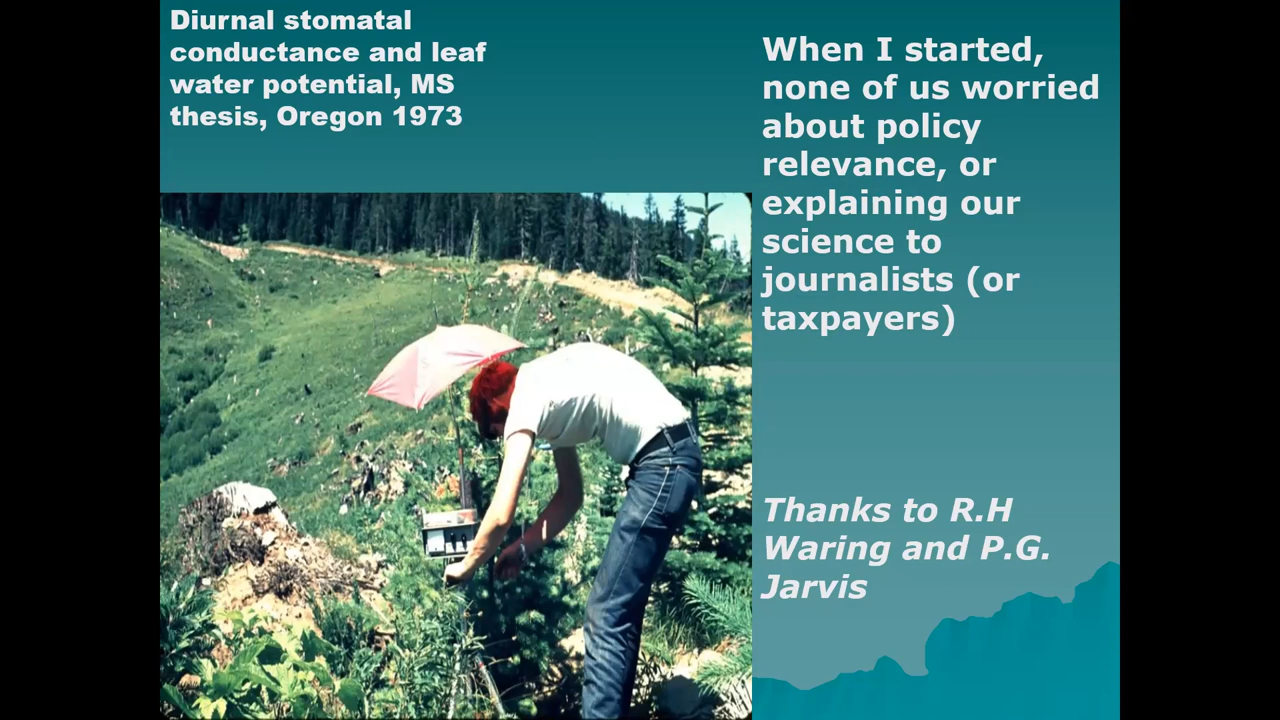 Diurnal stomatal
conductance and leaf
water potential, MS
thesis, Oregon 1973
When I started,
none of us worried
about policy
relevance, or
explaining our
science to
journalists (or
taxpayers)
Thanks to R.H
Waring and P.G.
Jarvis